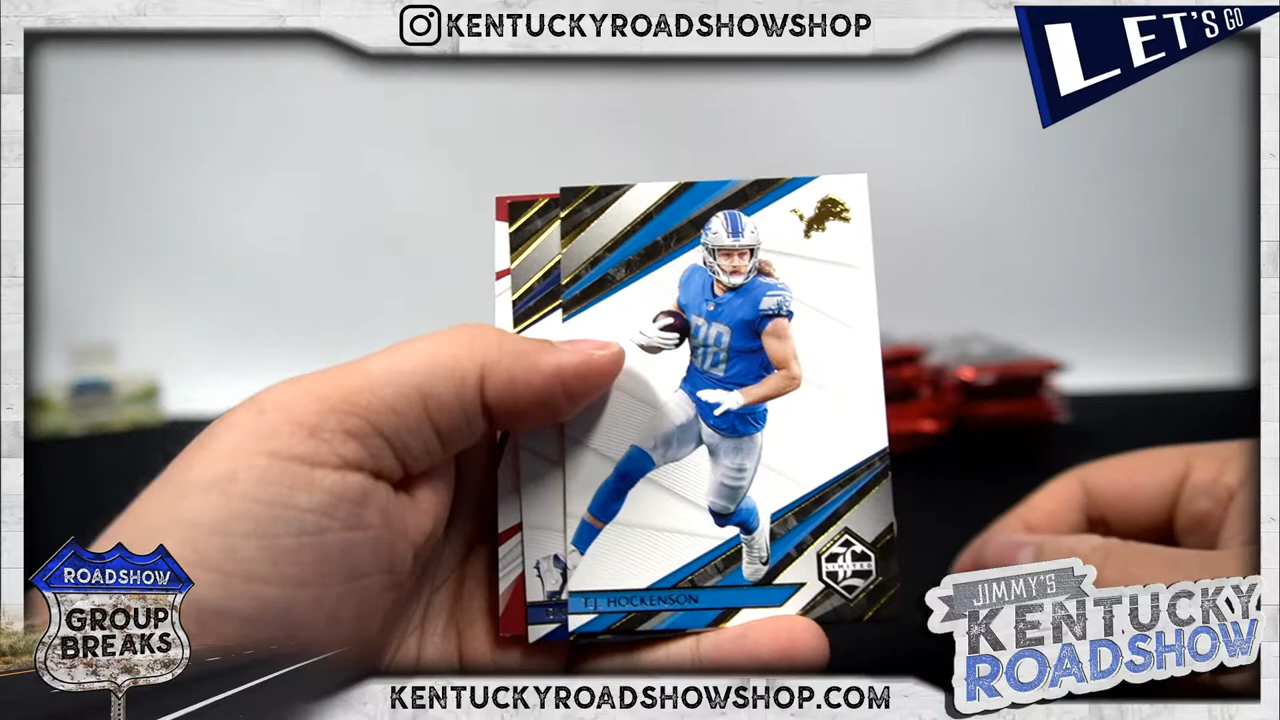 KENTUCKYROADSHOWSHOP
LET'S GO
88
T.J. HOCKENSON
L
LIMITED
ROADSHOW
GROUP
BREAKS
JIMMY'S
KENTUCKY
ROADSHOW
KENTUCKYROADSHOWSHOP.COM